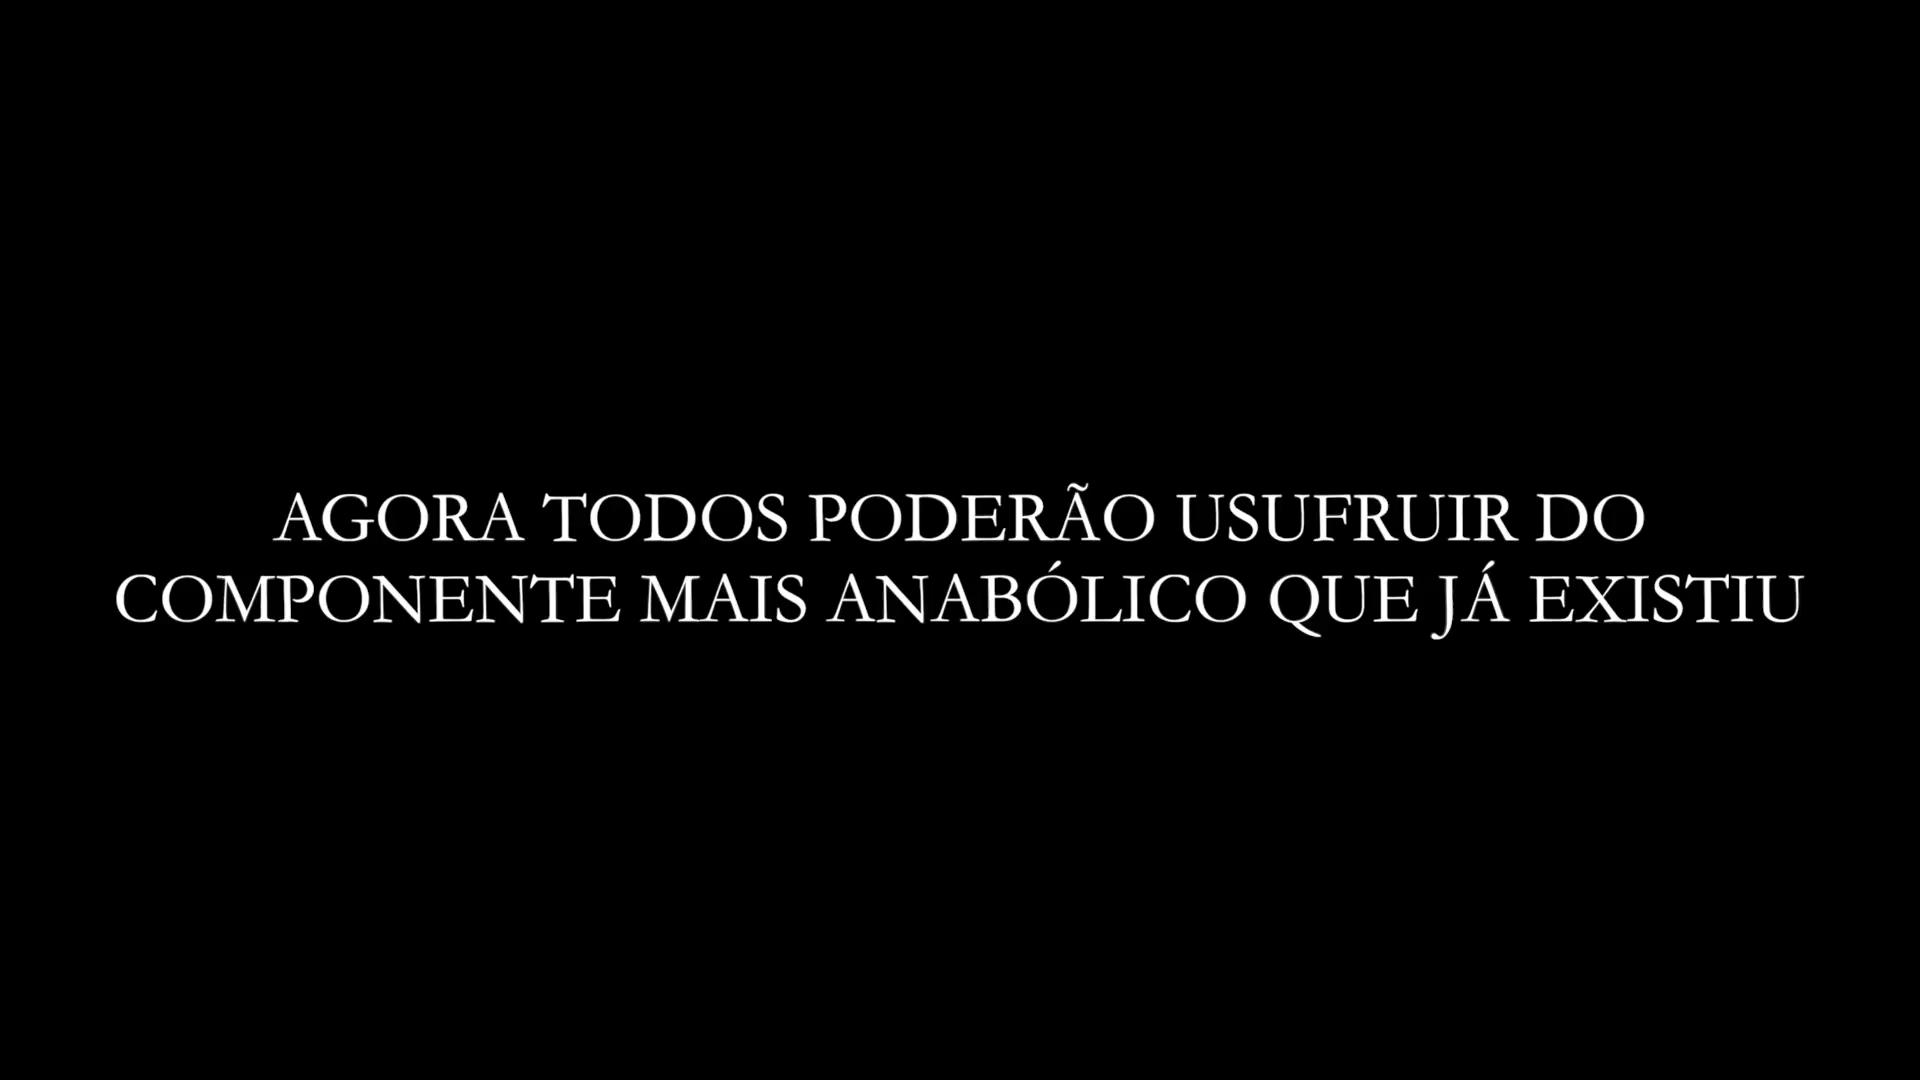 AGORA TODOS PODERÃO USUFRUIR DO
COMPONENTE MAIS ANABÓLICO QUE JÁ EXISTIU